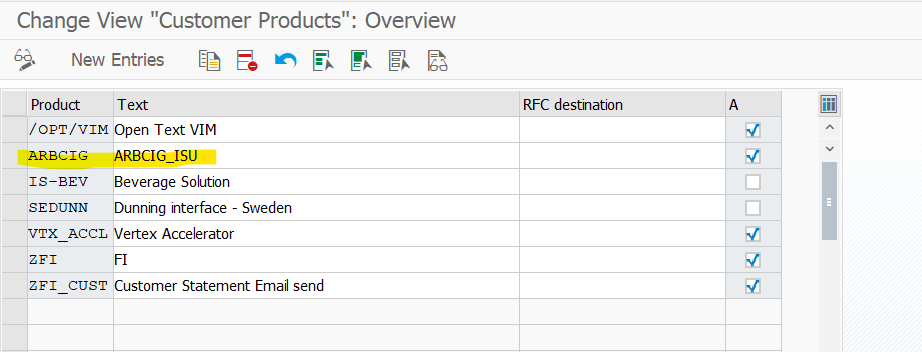 Change View "Customer Products": Overview
New Entries
Product Text RFC destination A
/OPT/VIM Open Text VIM
ARBCIG ARBCIG_ISU
IS-BEV Beverage Solution
SEDUNN Dunning interface - Sweden
VTX_ACCL Vertex Accelerator
ZFI FI
ZFI_CUST Customer Statement Email send